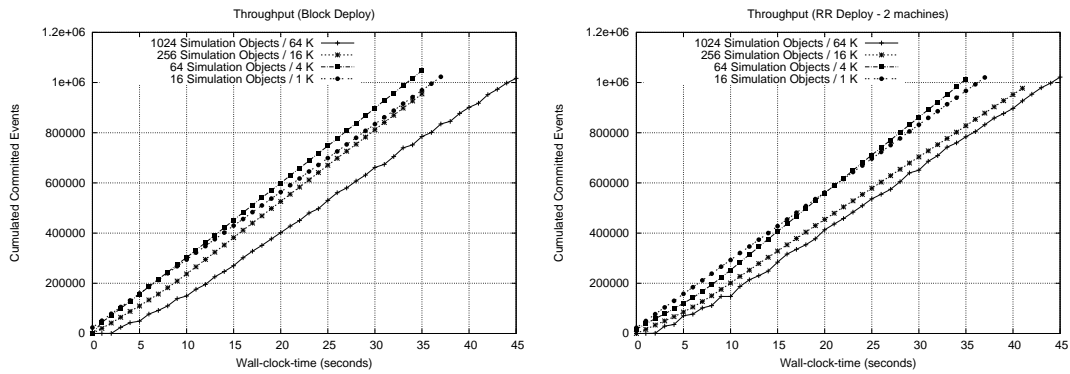 Throughput (Block Deploy)
1.2e+06
1e+06
800000
600000
400000
200000
0
Cumulated Committed Events
1024 Simulation Objects / 64 K
256 Simulation Objects / 16 K
64 Simulation Objects / 4 K
16 Simulation Objects / 1 K
0 5 10 15 20 25 30 35 40 45
Wall-clock-time (seconds)
Throughput (RR Deploy - 2 machines)
1.2e+06
1e+06
800000
600000
400000
200000
0
Cumulated Committed Events
1024 Simulation Objects / 64 K
256 Simulation Objects / 16 K
64 Simulation Objects / 4 K
16 Simulation Objects / 1 K
0 5 10 15 20 25 30 35 40 45
Wall-clock-time (seconds)